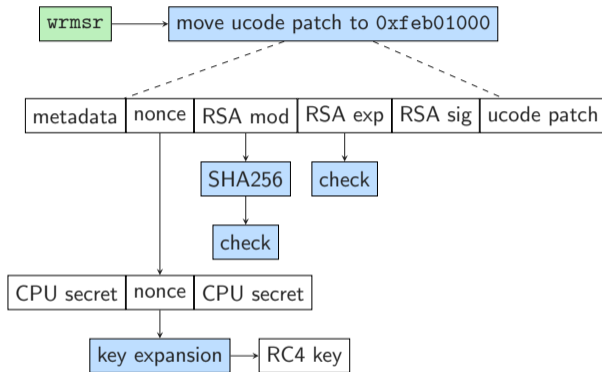 wrmsr move ucode patch to 0xfeb01000
metadata nonce RSA mod RSA exp RSA sig ucode patch
SHA256 check
check
CPU secret nonce CPU secret
key expansion RC4 key